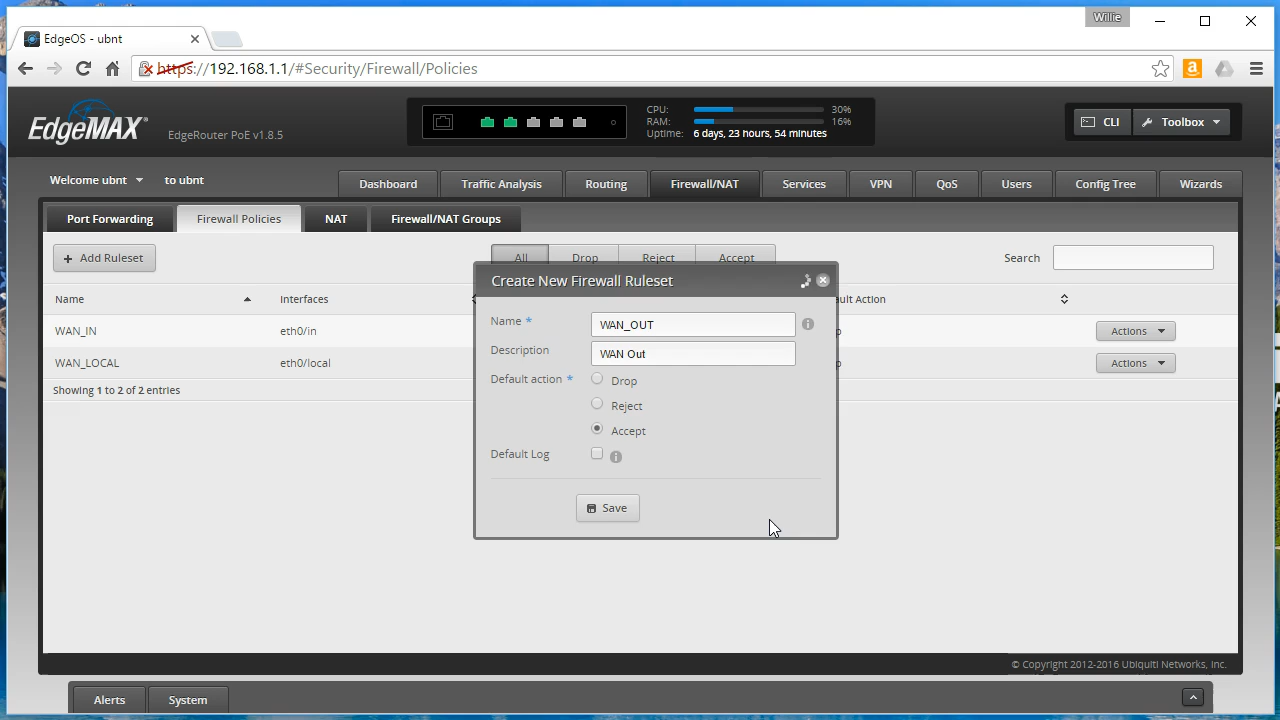 Willie
EdgeOS - ubnt
https://192.168.1.1/#Security/Firewall/Policies
EdgeMAX
EdgeRouter PoE v1.8.5
CPU: 30%
RAM: 16%
Uptime: 6 days, 23 hours, 54 minutes
CLI
Toolbox
Welcome ubnt
to ubnt
Dashboard
Traffic Analysis
Routing
Firewall/NAT
Services
VPN
QoS
Users
Config Tree
Wizards
Port Forwarding
Firewall Policies
NAT
Firewall/NAT Groups
+ Add Ruleset
All
Drop
Reject
Accept
Search
Name
Interfaces
ult Action
WAN_IN
eth0/in
p
Actions
WAN_LOCAL
eth0/local
p
Actions
Showing 1 to 2 of 2 entries
Create New Firewall Ruleset
Name *
WAN_OUT
Description
WAN Out
Default action *
Drop
Reject
Accept
Default Log
Save
© Copyright 2012-2016 Ubiquiti Networks, Inc.
Alerts
System